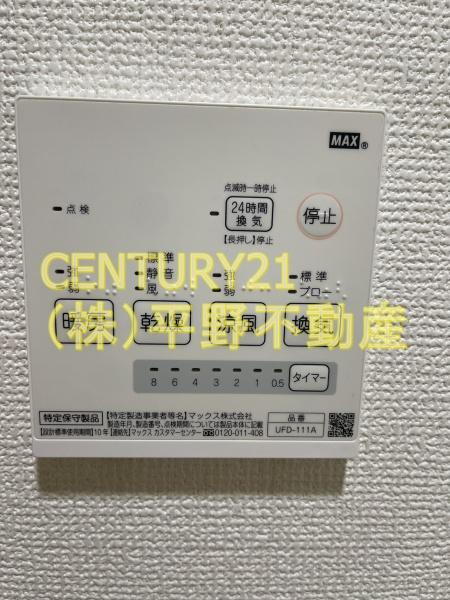 MAX®
点滅時一時停止
点検
24時間
換気
停止
【長押し】停止
標準
強 静音 強 標準
弱 風 弱 ブロー
CENTURY21
暖房 乾燥 涼風 換気
(株)平野不動産
8 6 4 3 2 1 0.5 タイマー
特定保守製品 【特定製造事業者等名】マックス株式会社 品番
製造年月、製造番号、点検期間については製品本体に記載 UFD-111A
【設計標準使用期間】10年【連絡先】マックス カスタマーセンター 0120-011-408